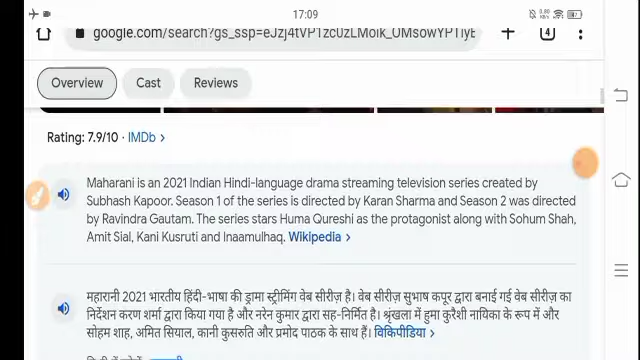 17:09
0.80 KB/s
google.com/search?gs_ssp=eJzj4tVP1zc0zLMoik_OMsowYPTiyE
4
Overview
Cast
Reviews
Rating: 7.9/10 · IMDb >
Maharani is an 2021 Indian Hindi-language drama streaming television series created by
Subhash Kapoor. Season 1 of the series is directed by Karan Sharma and Season 2 was directed
by Ravindra Gautam. The series stars Huma Qureshi as the protagonist along with Sohum Shah,
Amit Sial, Kani Kusruti and Inaamulhaq. Wikipedia >
महारानी 2021 भारतीय हिंदी-भाषा की ड्रामा स्ट्रीमिंग वेब सीरीज़ है। वेब सीरीज़ सुभाष कपूर द्वारा बनाई गई वेब सीरीज़ का
निर्देशन करण शर्मा द्वारा किया गया है और नरेन कुमार द्वारा सह-निर्मित है। श्रृंखला में हुमा कुरैशी नायिका के रूप में और
सोहम शाह, अमित सियाल, कानी कुसरुति और प्रमोद पाठक के साथ हैं। विकिपीडिया >